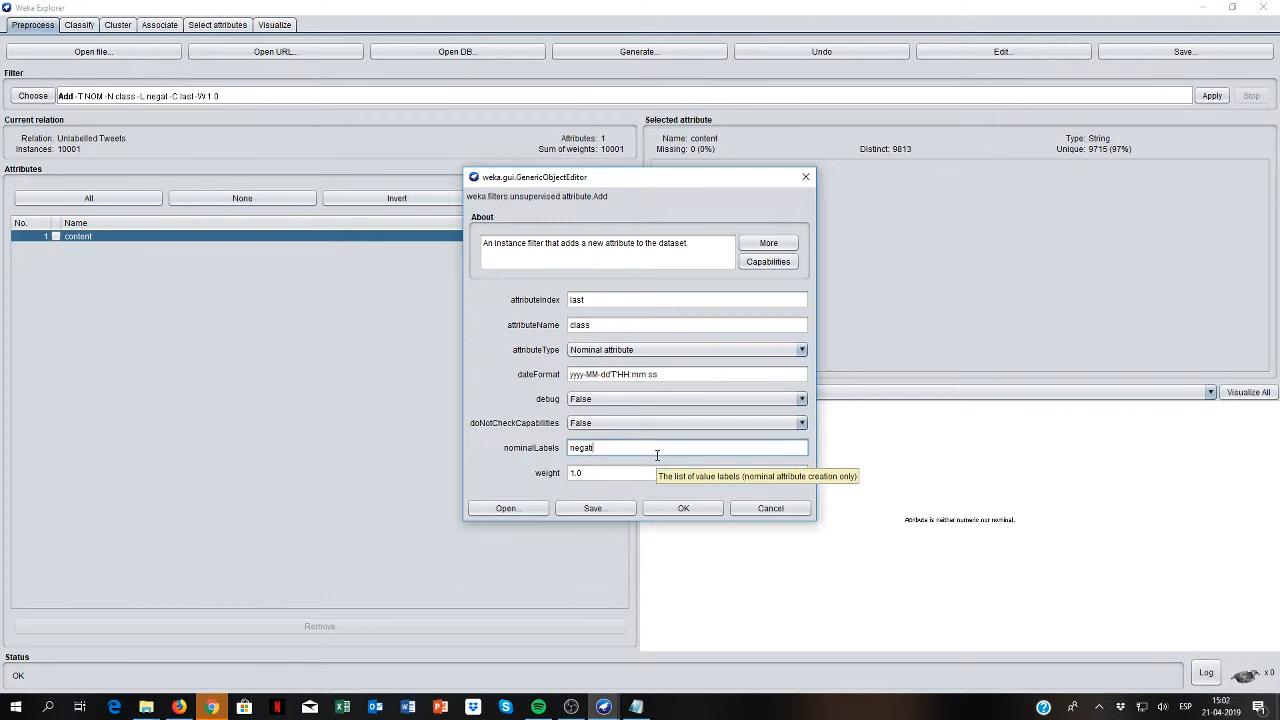 Weka Explorer
Preprocess Classify Cluster Associate Select attributes Visualize
Open file... Open URL... Open DB... Generate... Undo Edit... Save...
Filter
Choose Add -T NOM -N class -L negat -C last -W 1.0 Apply Stop
Current relation
Relation: Unlabelled Tweets Attributes: 1
Instances: 10001 Sum of weights: 10001
Selected attribute
Name: content Type: String
Missing: 0 (0%) Distinct: 9813 Unique: 9715 (97%)
Attributes
All None Invert
No. Name
1 content
Remove
weka.gui.GenericObjectEditor
weka.filters.unsupervised.attribute.Add
About
An instance filter that adds a new attribute to the dataset.
More
Capabilities
attributeIndex last
attributeName class
attributeType Nominal attribute
dateFormat yyyy-MM-dd'T'HH:mm:ss
debug False
doNotCheckCapabilities False
nominalLabels negati
weight 1.0
The list of value labels (nominal attribute creation only)
Open... Save... OK Cancel
Visualize All
Attribute is neither numeric nor nominal.
Status
OK
Log x 0
ESP 15:02
21-04-2019